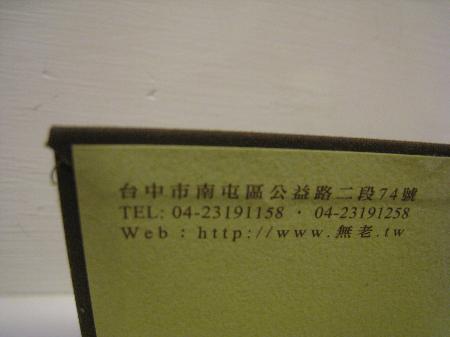 台中市南屯區公益路二段74號
TEL: 04-23191158 · 04-23191258
Web : http://www.無老.tw